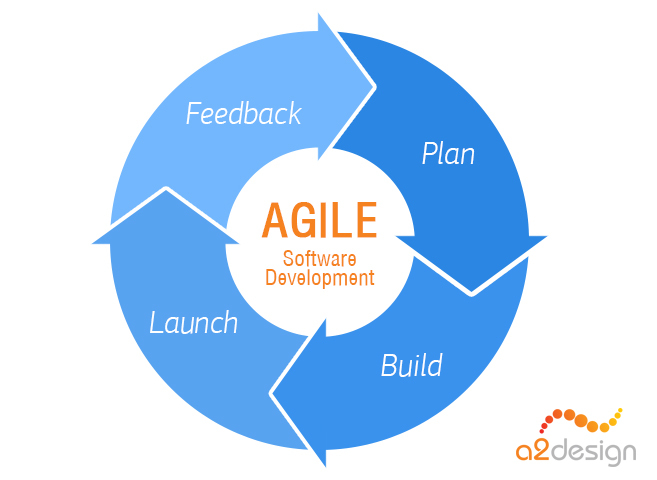 Feedback
Plan
AGILE
Software
Development
Launch
Build
a2design